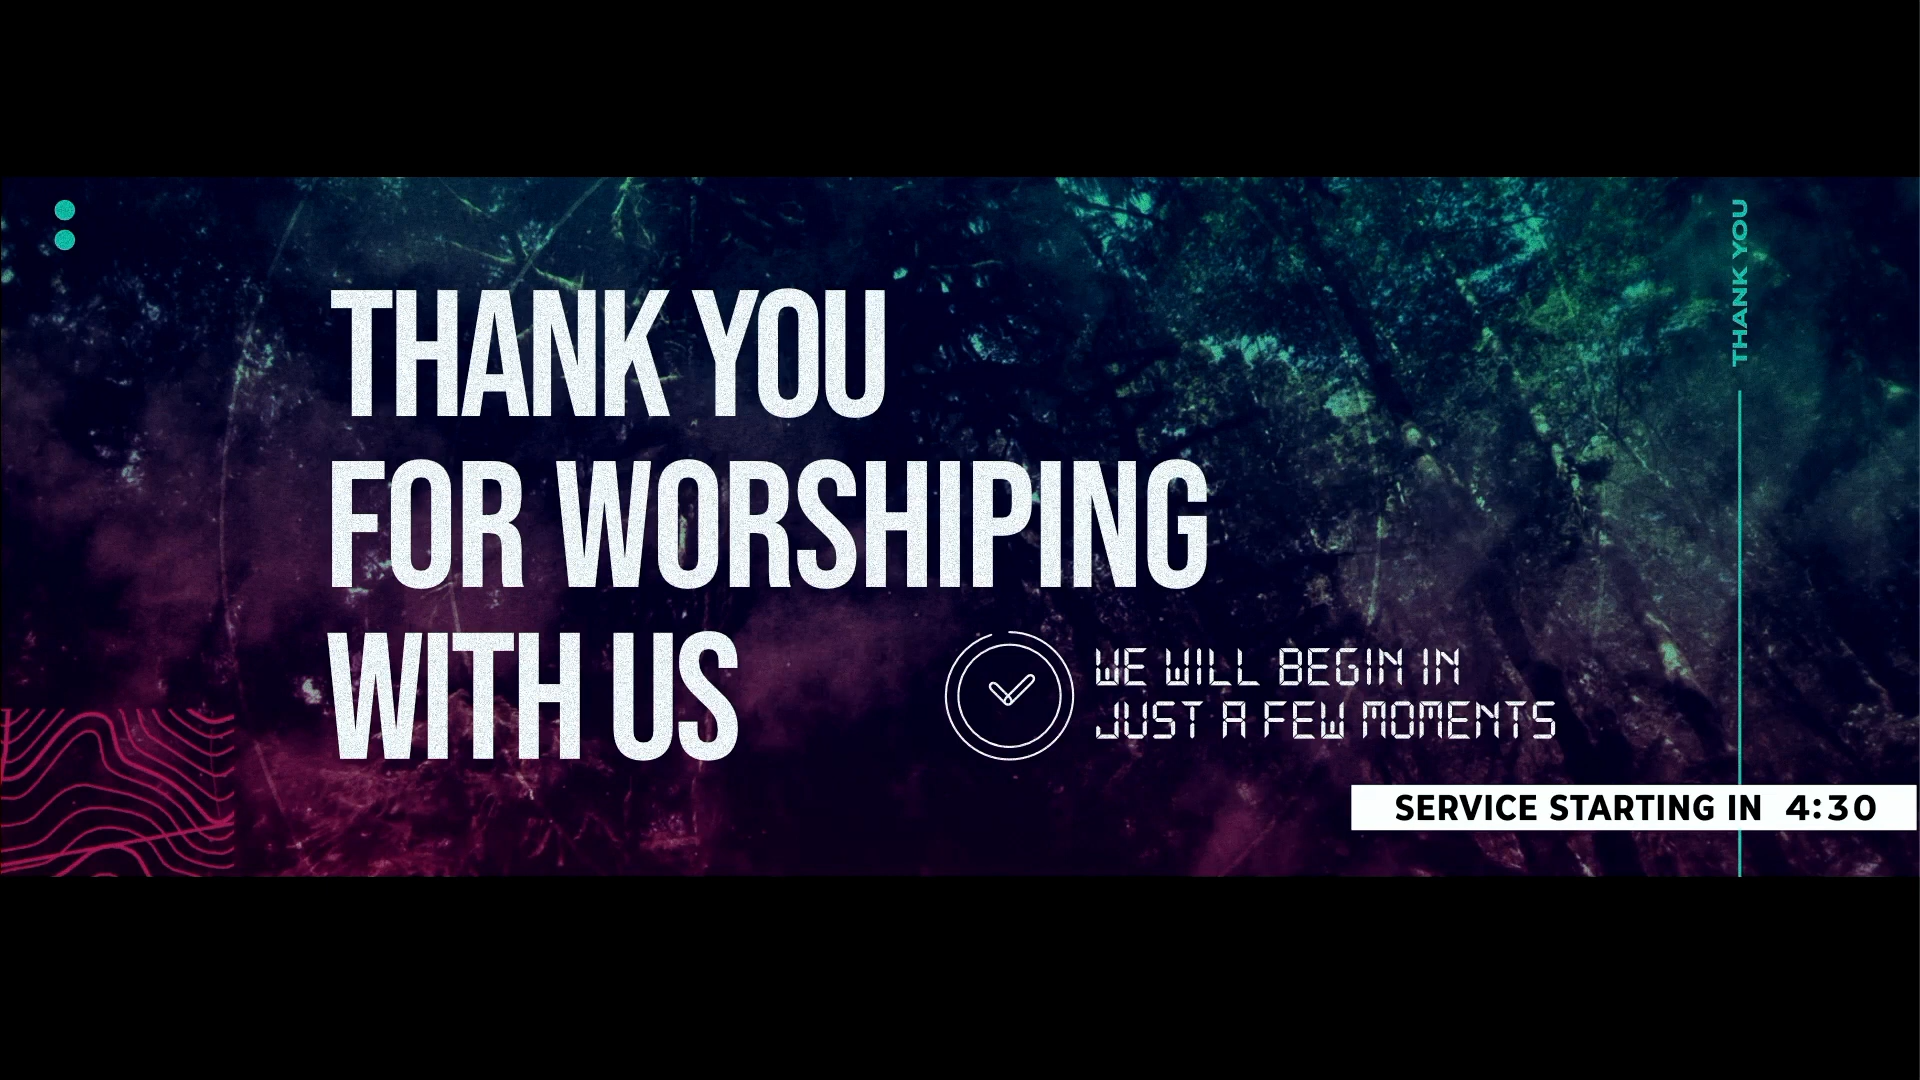 THANK YOU
THANK YOU
FOR WORSHIPING
WITH US
WE WILL BEGIN IN
JUST A FEW MOMENTS
SERVICE STARTING IN 4:30